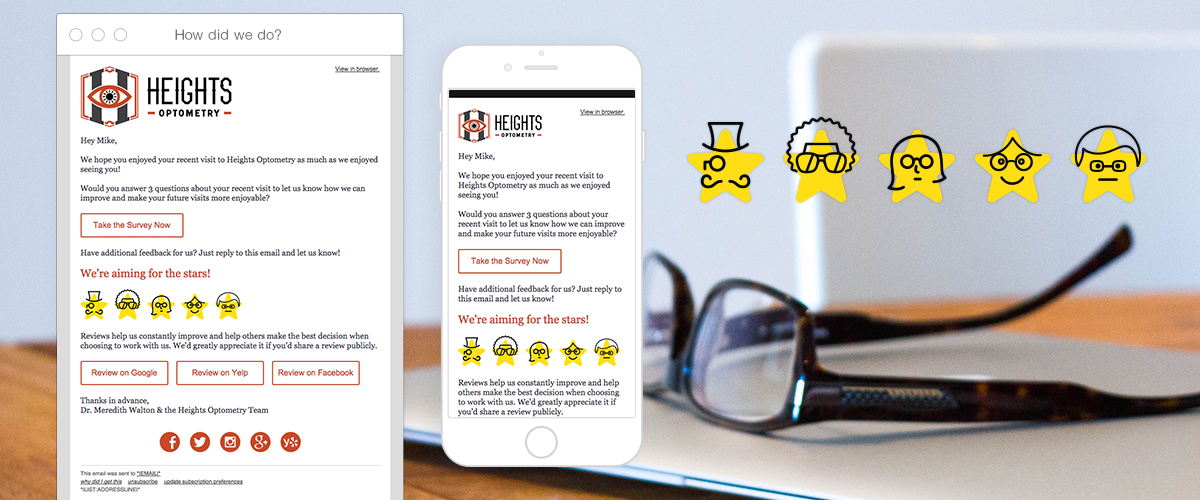 How did we do?
View in browser.
HEIGHTS
OPTOMETRY
Hey Mike,
We hope you enjoyed your recent visit to Heights Optometry as much as we enjoyed
seeing you!
Would you answer 3 questions about your recent visit to let us know how we can
improve and make your future visits more enjoyable?
Take the Survey Now
Have additional feedback for us? Just reply to this email and let us know!
We're aiming for the stars!
Reviews help us constantly improve and help others make the best decision when
choosing to work with us. We'd greatly appreciate it if you'd share a review publicly.
Review on Google Review on Yelp Review on Facebook
Thanks in advance,
Dr. Meredith Walton & the Heights Optometry Team
This email was sent to *|EMAIL|*
why did I get this unsubscribe update subscription preferences
*|LIST:ADDRESSLINE|*
View in browser.
HEIGHTS
OPTOMETRY
Hey Mike,
We hope you enjoyed your recent visit to
Heights Optometry as much as we enjoyed
seeing you!
Would you answer 3 questions about your
recent visit to let us know how we can improve
and make your future visits more enjoyable?
Take the Survey Now
Have additional feedback for us? Just reply to
this email and let us know!
We're aiming for the stars!
Reviews help us constantly improve and help
others make the best decision when choosing
to work with us. We'd greatly appreciate it if
you'd share a review publicly.